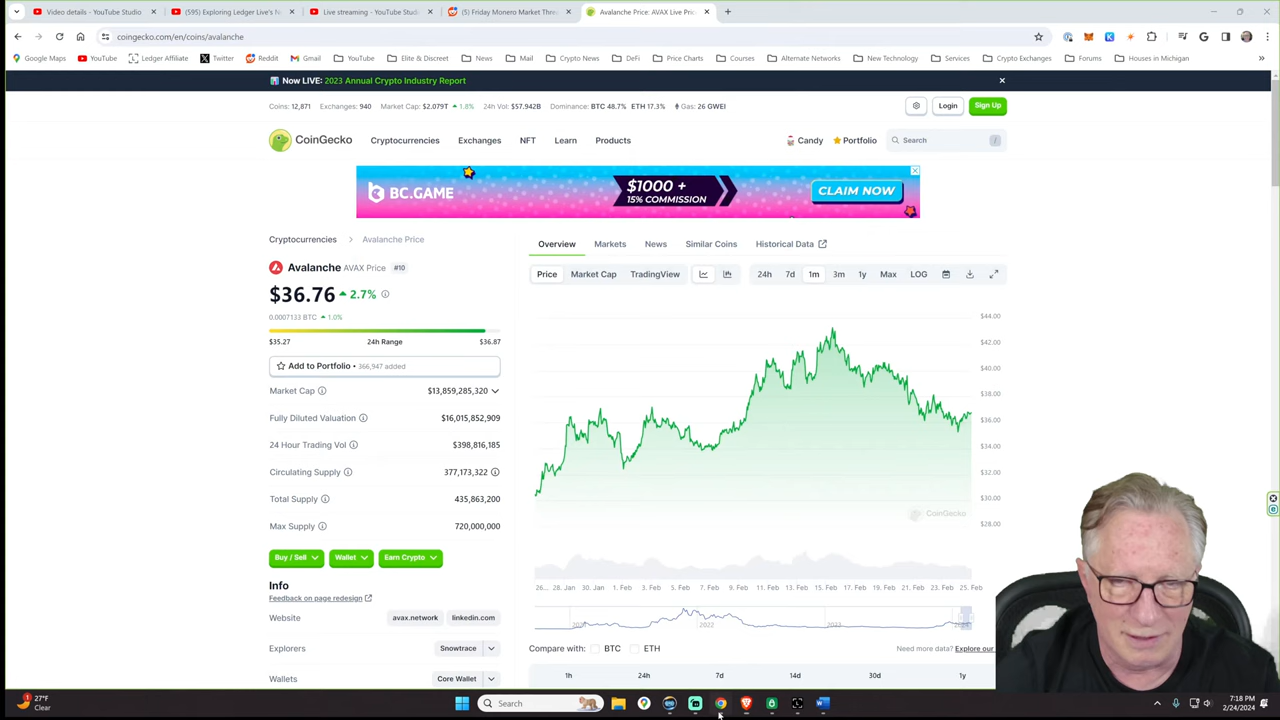 Video details - YouTube Studio
(595) Exploring Ledger Live's N
Live streaming - YouTube Studio
(5) Friday Monero Market Three
Avalanche Price: AVAX Live Pric
coingecko.com/en/coins/avalanche
Google Maps YouTube Ledger Affiliate Twitter Reddit Gmail YouTube Elite & Discreet News Mail Crypto News DeFi Price Charts Courses Alternate Networks New Technology Services Crypto Exchanges Forums Houses in Michigan
Now LIVE: 2023 Annual Crypto Industry Report
Coins: 12,871 Exchanges: 940 Market Cap: $2.079T 1.8% 24h Vol: $57.942B Dominance: BTC 48.7% ETH 17.3% Gas: 26 GWEI
Login Sign Up
CoinGecko Cryptocurrencies Exchanges NFT Learn Products Candy Portfolio Search /
BC.GAME
$1000 +
15% COMMISSION
CLAIM NOW
Cryptocurrencies > Avalanche Price
Avalanche AVAX Price #10
$36.76 2.7%
0.0007133 BTC 1.0%
$35.27 24h Range $36.87
Add to Portfolio • 366,947 added
Market Cap $13,859,285,320
Fully Diluted Valuation $16,015,852,909
24 Hour Trading Vol $398,816,185
Circulating Supply 377,173,322
Total Supply 435,863,200
Max Supply 720,000,000
Buy / Sell Wallet Earn Crypto
Info
Feedback on page redesign
Website avax.network linkedin.com
Explorers Snowtrace
Wallets Core Wallet
Overview Markets News Similar Coins Historical Data
Price Market Cap TradingView 24h 7d 1m 3m 1y Max LOG
$44.00
$42.00
$40.00
$38.00
$36.00
$34.00
$32.00
$30.00
$28.00
CoinGecko
26... 28. Jan 30. Jan 1. Feb 3. Feb 5. Feb 7. Feb 9. Feb 11. Feb 13. Feb 15. Feb 17. Feb 19. Feb 21. Feb 23. Feb 25. Feb
2022
Compare with: BTC ETH Need more data? Explore our
1h 24h 7d 14d 30d 1y
27°F
Clear
Search
7:18 PM
2/24/2024